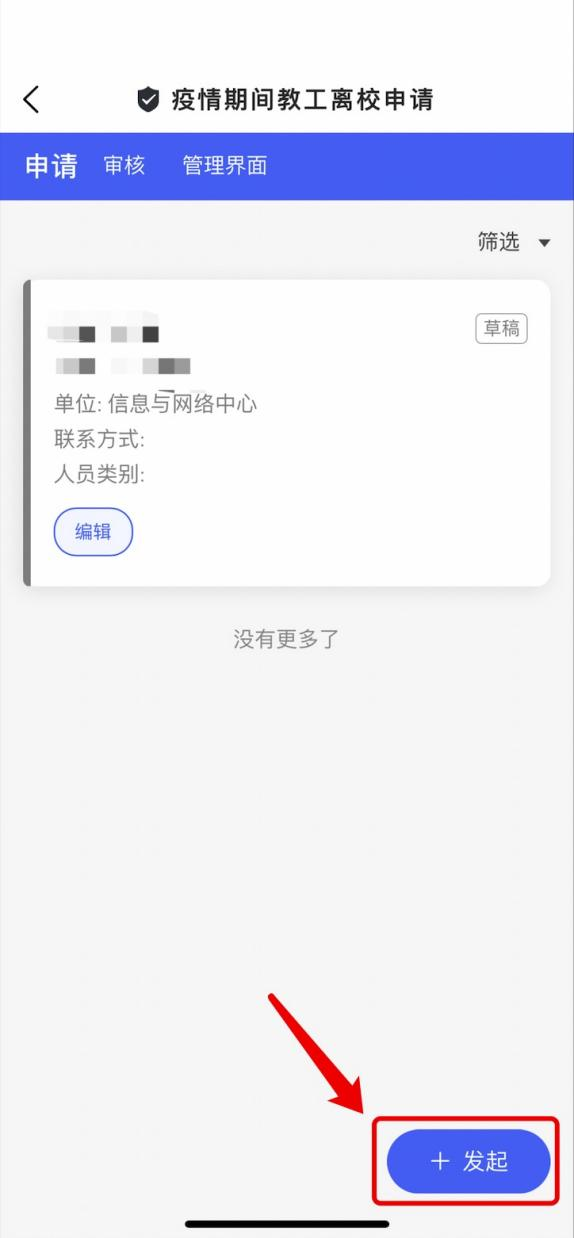 疫情期间教工离校申请
申请 审核 管理界面
筛选
草稿
单位: 信息与网络中心
联系方式:
人员类别:
编辑
没有更多了
+ 发起